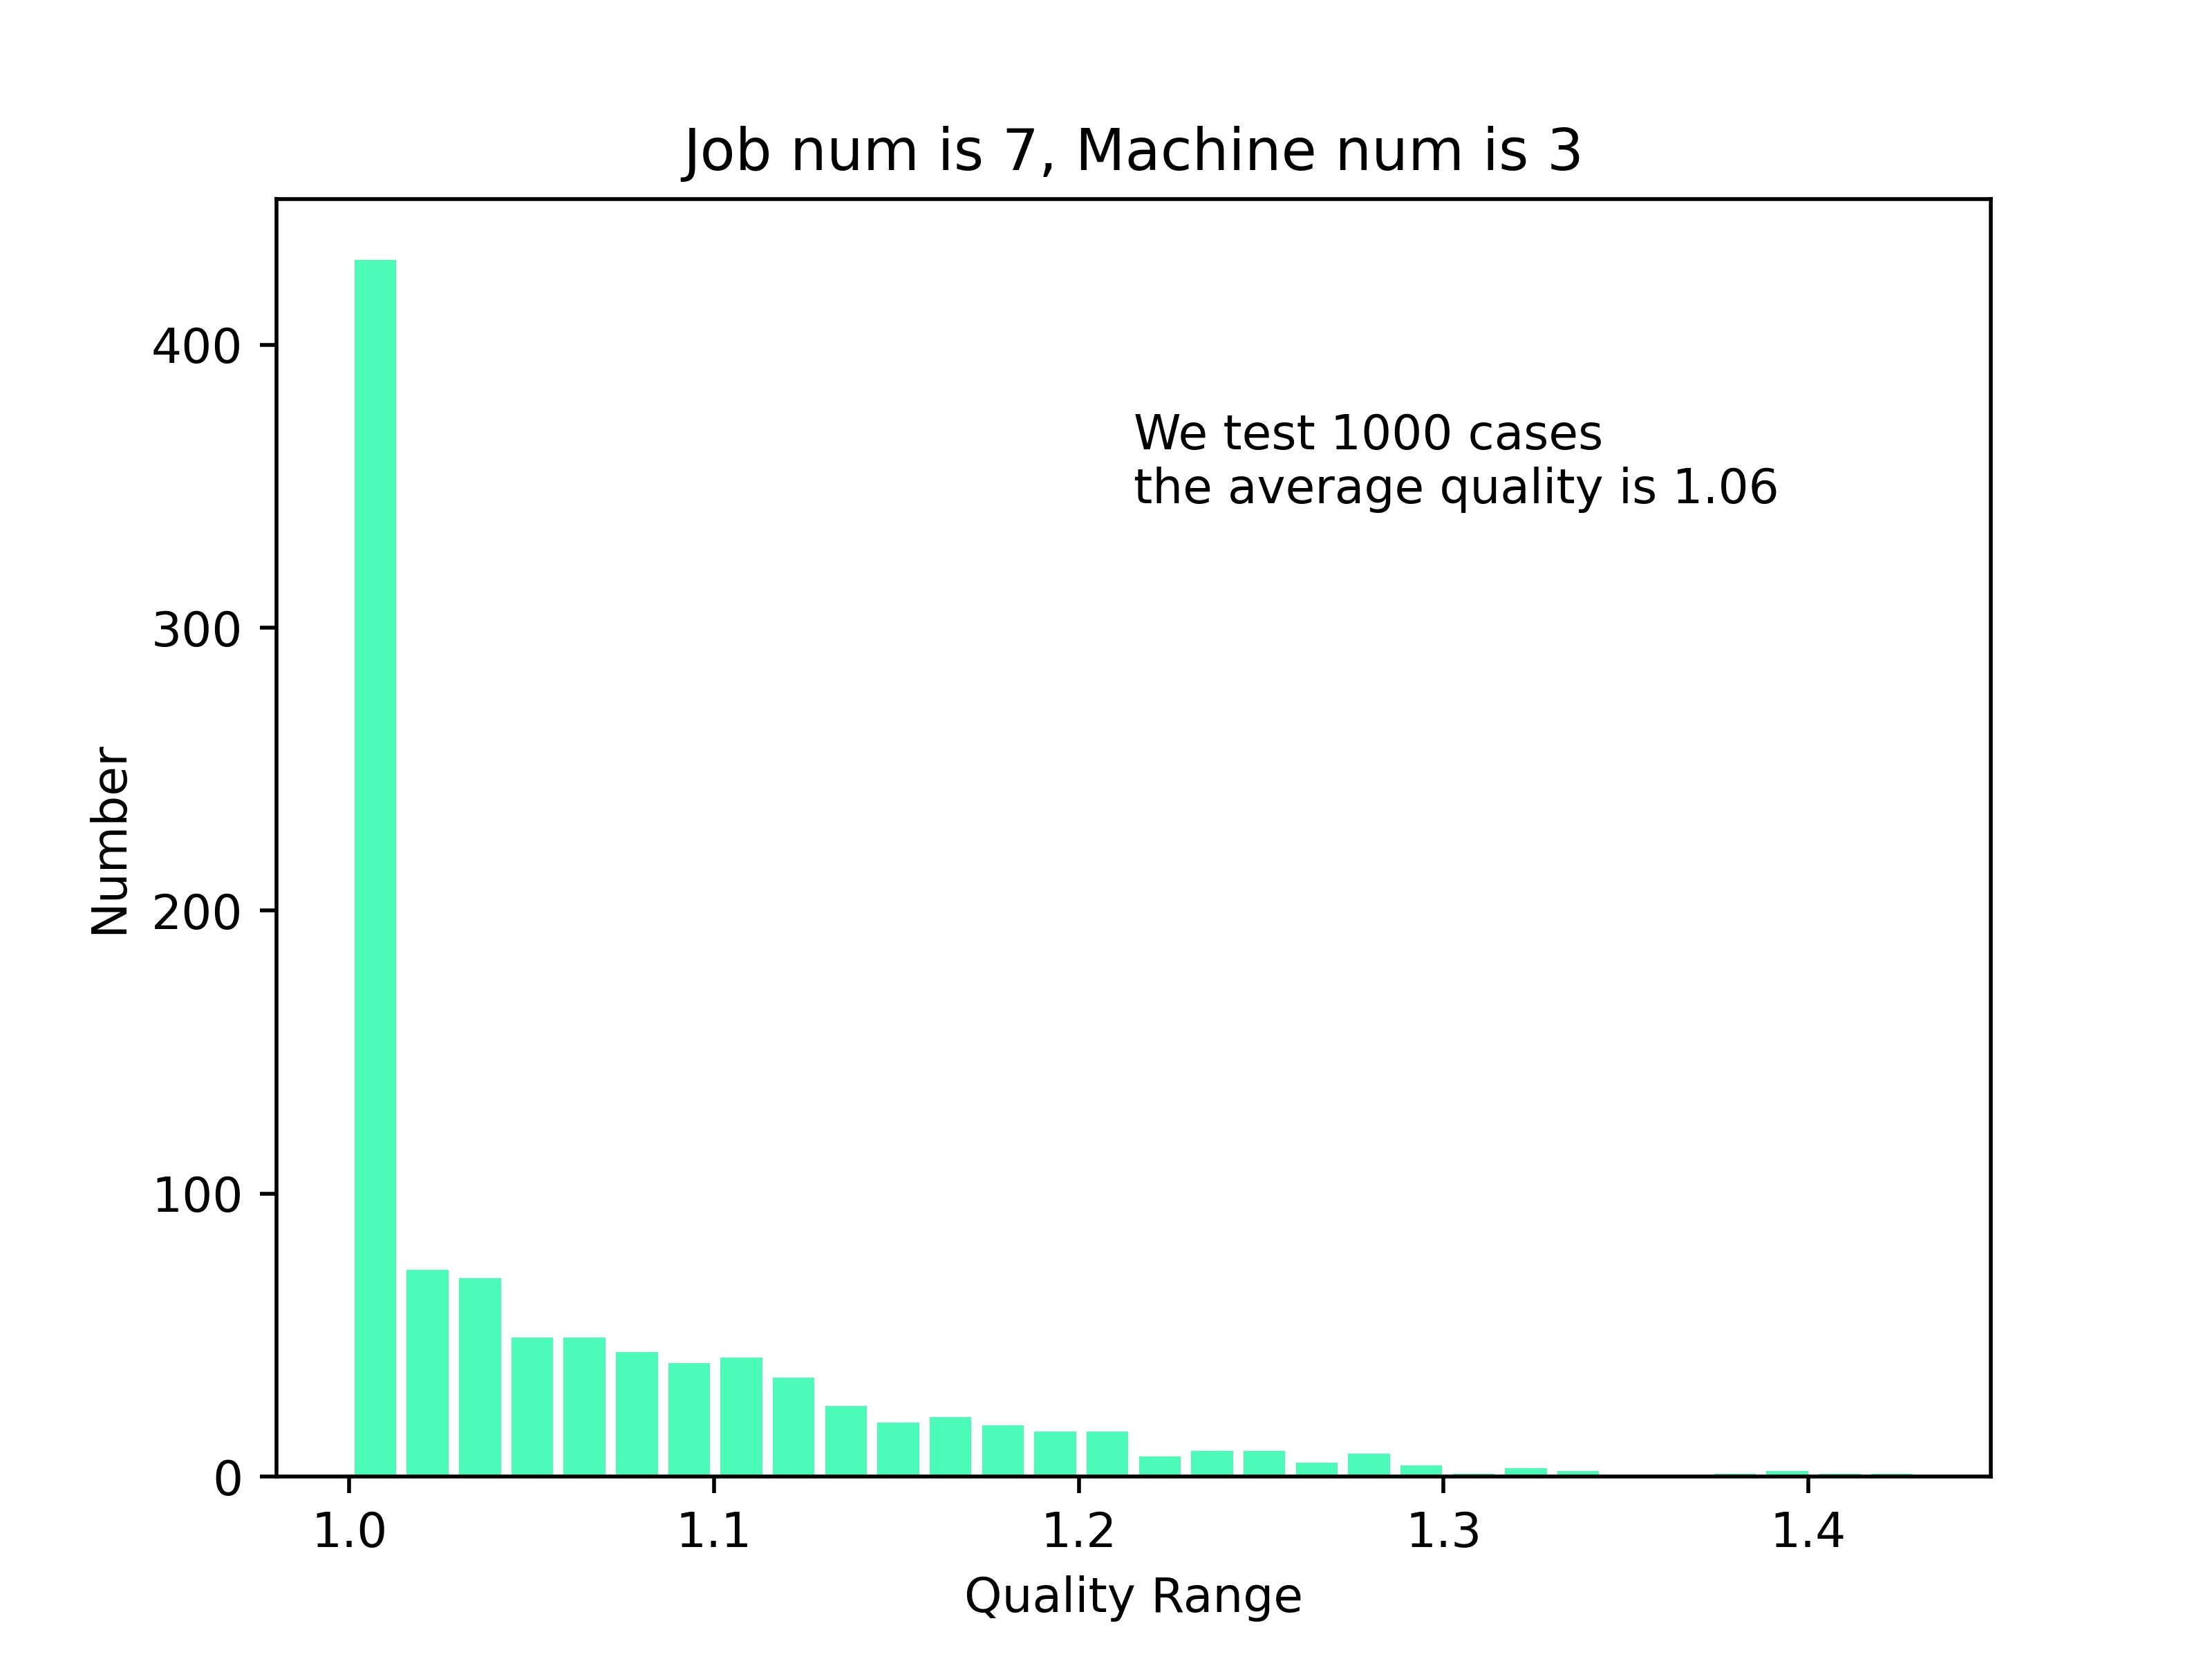 Job num is 7, Machine num is 3
400
300
200
100
0
Number
We test 1000 cases
the average quality is 1.06
1.0 1.1 1.2 1.3 1.4
Quality Range